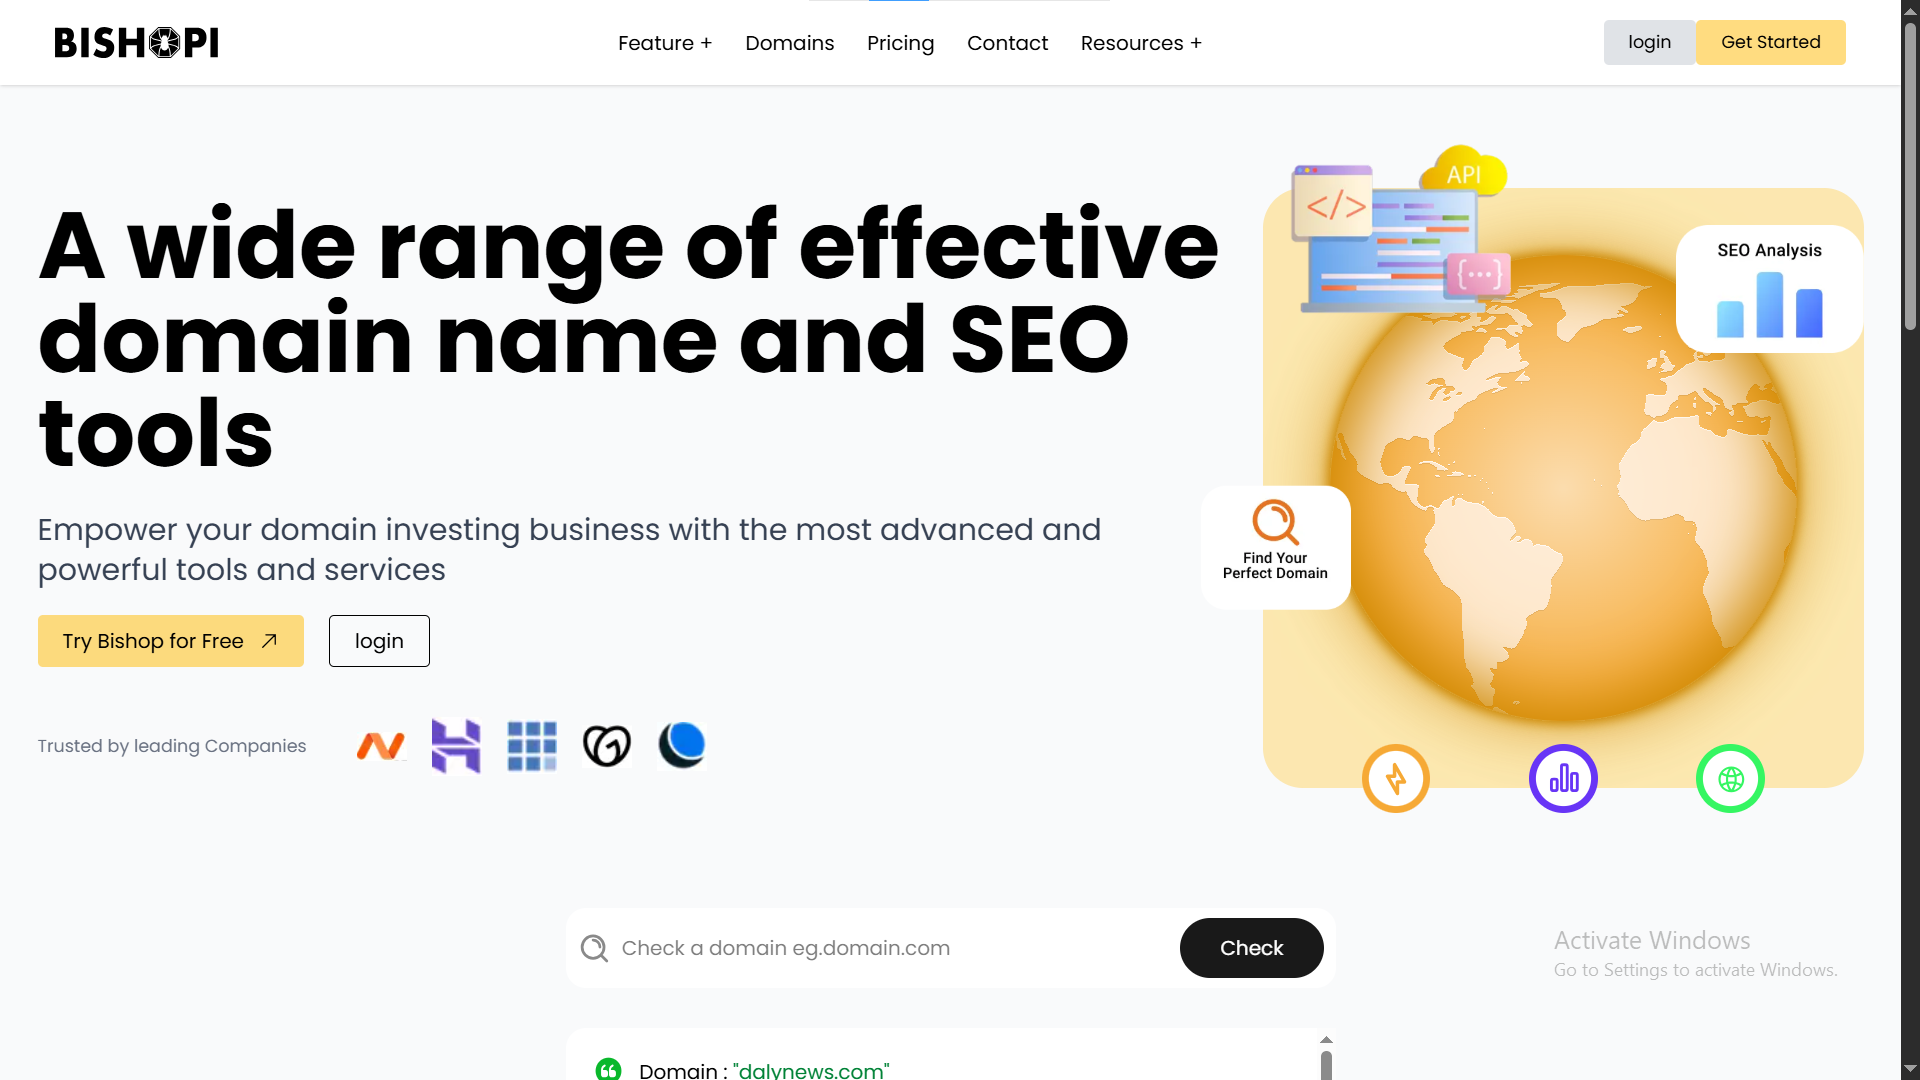 BISHOPI
Feature +
Domains
Pricing
Contact
Resources +
login
Get Started
A wide range of effective
domain name and SEO
tools
Empower your domain investing business with the most advanced and
powerful tools and services
Try Bishop for Free
login
Trusted by leading Companies
API
</>
{...}
SEO Analysis
Find Your
Perfect Domain
Check a domain eg.domain.com
Check
Activate Windows
Go to Settings to activate Windows.
Domain : "dalynews.com"